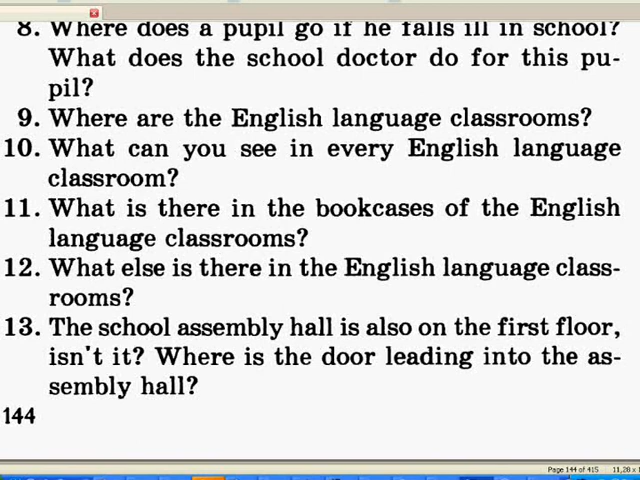 8. Where does a pupil go if he falls ill in school?
What does the school doctor do for this pu-
pil?
9. Where are the English language classrooms?
10. What can you see in every English language
classroom?
11. What is there in the bookcases of the English
language classrooms?
12. What else is there in the English language class-
rooms?
13. The school assembly hall is also on the first floor,
isn't it? Where is the door leading into the as-
sembly hall?
144
Page 144 of 415